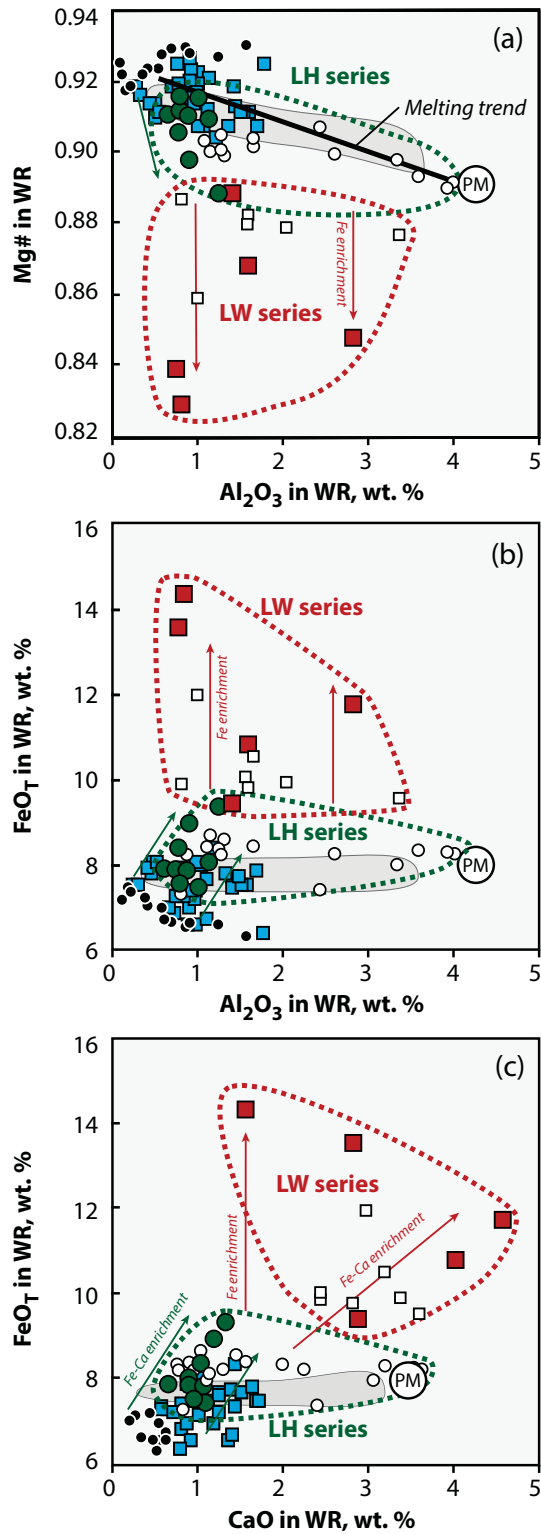 (a)
0.94
0.92
0.90
0.88
0.86
0.84
0.82
Mg# in WR
LH series
Melting trend
PM
Fe enrichment
LW series
0 1 2 3 4 5
Al₂O₃ in WR, wt. %
(b)
16
14
12
10
8
6
FeO_T in WR, wt. %
LW series
Fe enrichment
LH series
PM
0 1 2 3 4 5
Al₂O₃ in WR, wt. %
(c)
16
14
12
10
8
6
FeO_T in WR, wt. %
LW series
Fe enrichment
Fe-Ca enrichment
Fe-Ca enrichment
PM
LH series
0 1 2 3 4 5
CaO in WR, wt. %